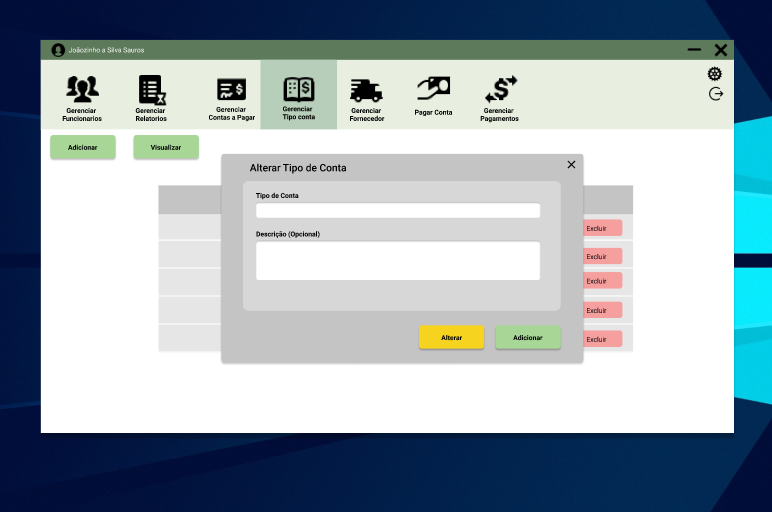 Joãozinho a Silva Sauros
Gerenciar
Funcionarios
Gerenciar
Relatorios
Gerenciar
Contas a Pagar
Gerenciar
Tipo conta
Gerenciar
Fornecedor
Pagar Conta
Gerenciar
Pagamentos
Adicionar
Visualizar
Alterar Tipo de Conta
Tipo de Conta
Descrição (Opcional)
Alterar
Adicionar
Excluir
Excluir
Excluir
Excluir
Excluir